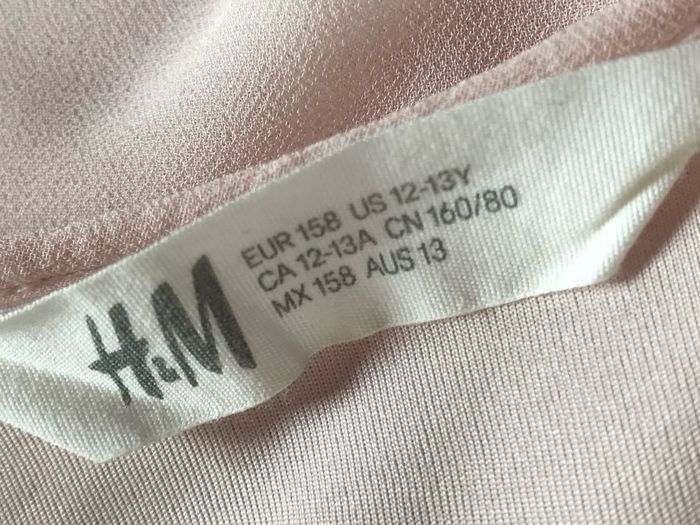 H&M
EUR 158 US 12-13Y
CA 12-13A CN 160/80
MX 158 AUS 13